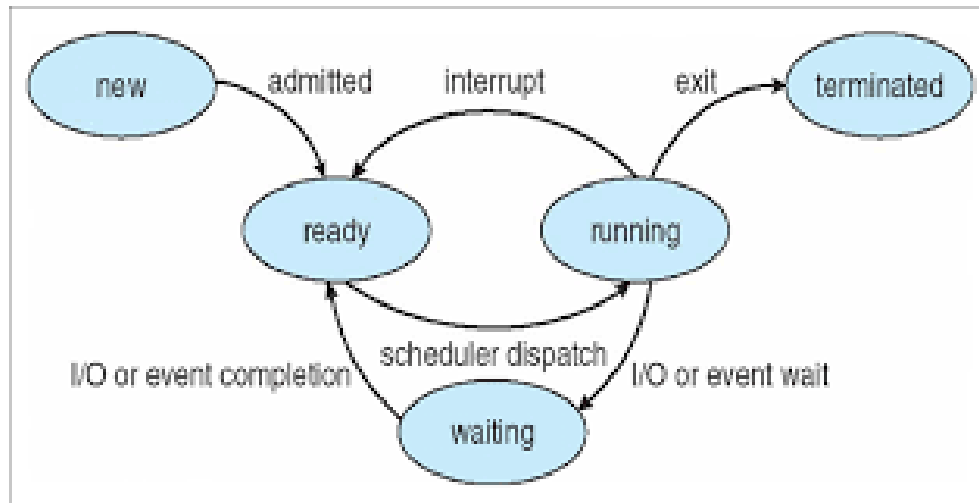 new
admitted
interrupt
exit
terminated
ready
running
scheduler dispatch
I/O or event completion
I/O or event wait
waiting